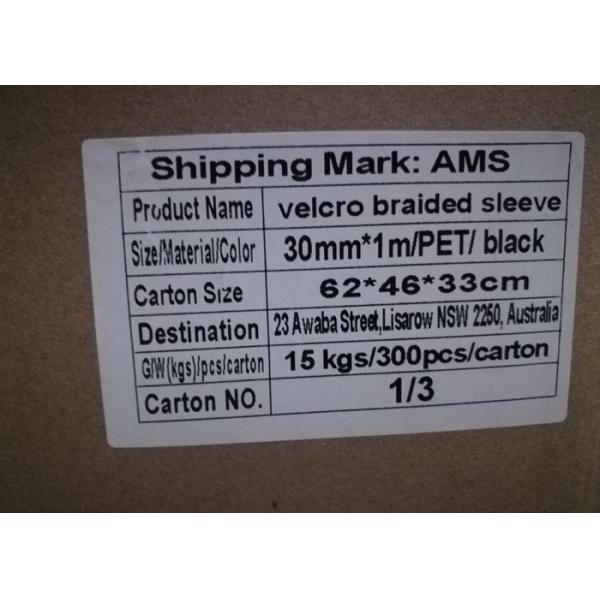 Shipping Mark: AMS
Product Name velcro braided sleeve
Size/Material/Color 30mm*1m/PET/ black
Carton Size 62*46*33cm
Destination 23 Awaba Street,Lisarow NSW 2250, Australia
G/W(kgs)/pcs/carton 15 kgs/300pcs/carton
Carton NO. 1/3